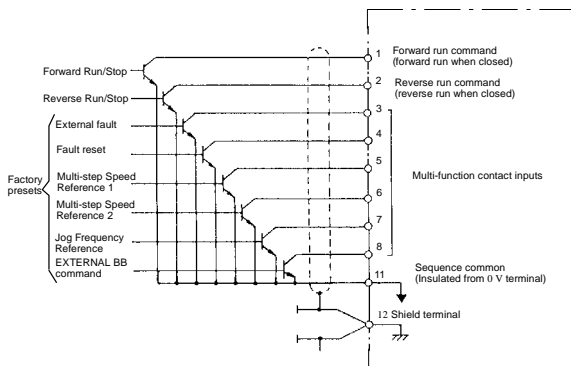 1
Forward run command
(forward run when closed)
Forward Run/Stop
2
Reverse run command
(reverse run when closed)
Reverse Run/Stop
3
External fault
4
Fault reset
5
Factory
presets
Multi-step Speed
Reference 1
Multi-function contact inputs
6
Multi-step Speed
Reference 2
7
Jog Frequency
Reference
8
EXTERNAL BB
command
11
Sequence common
(Insulated from 0 V terminal)
12 Shield terminal